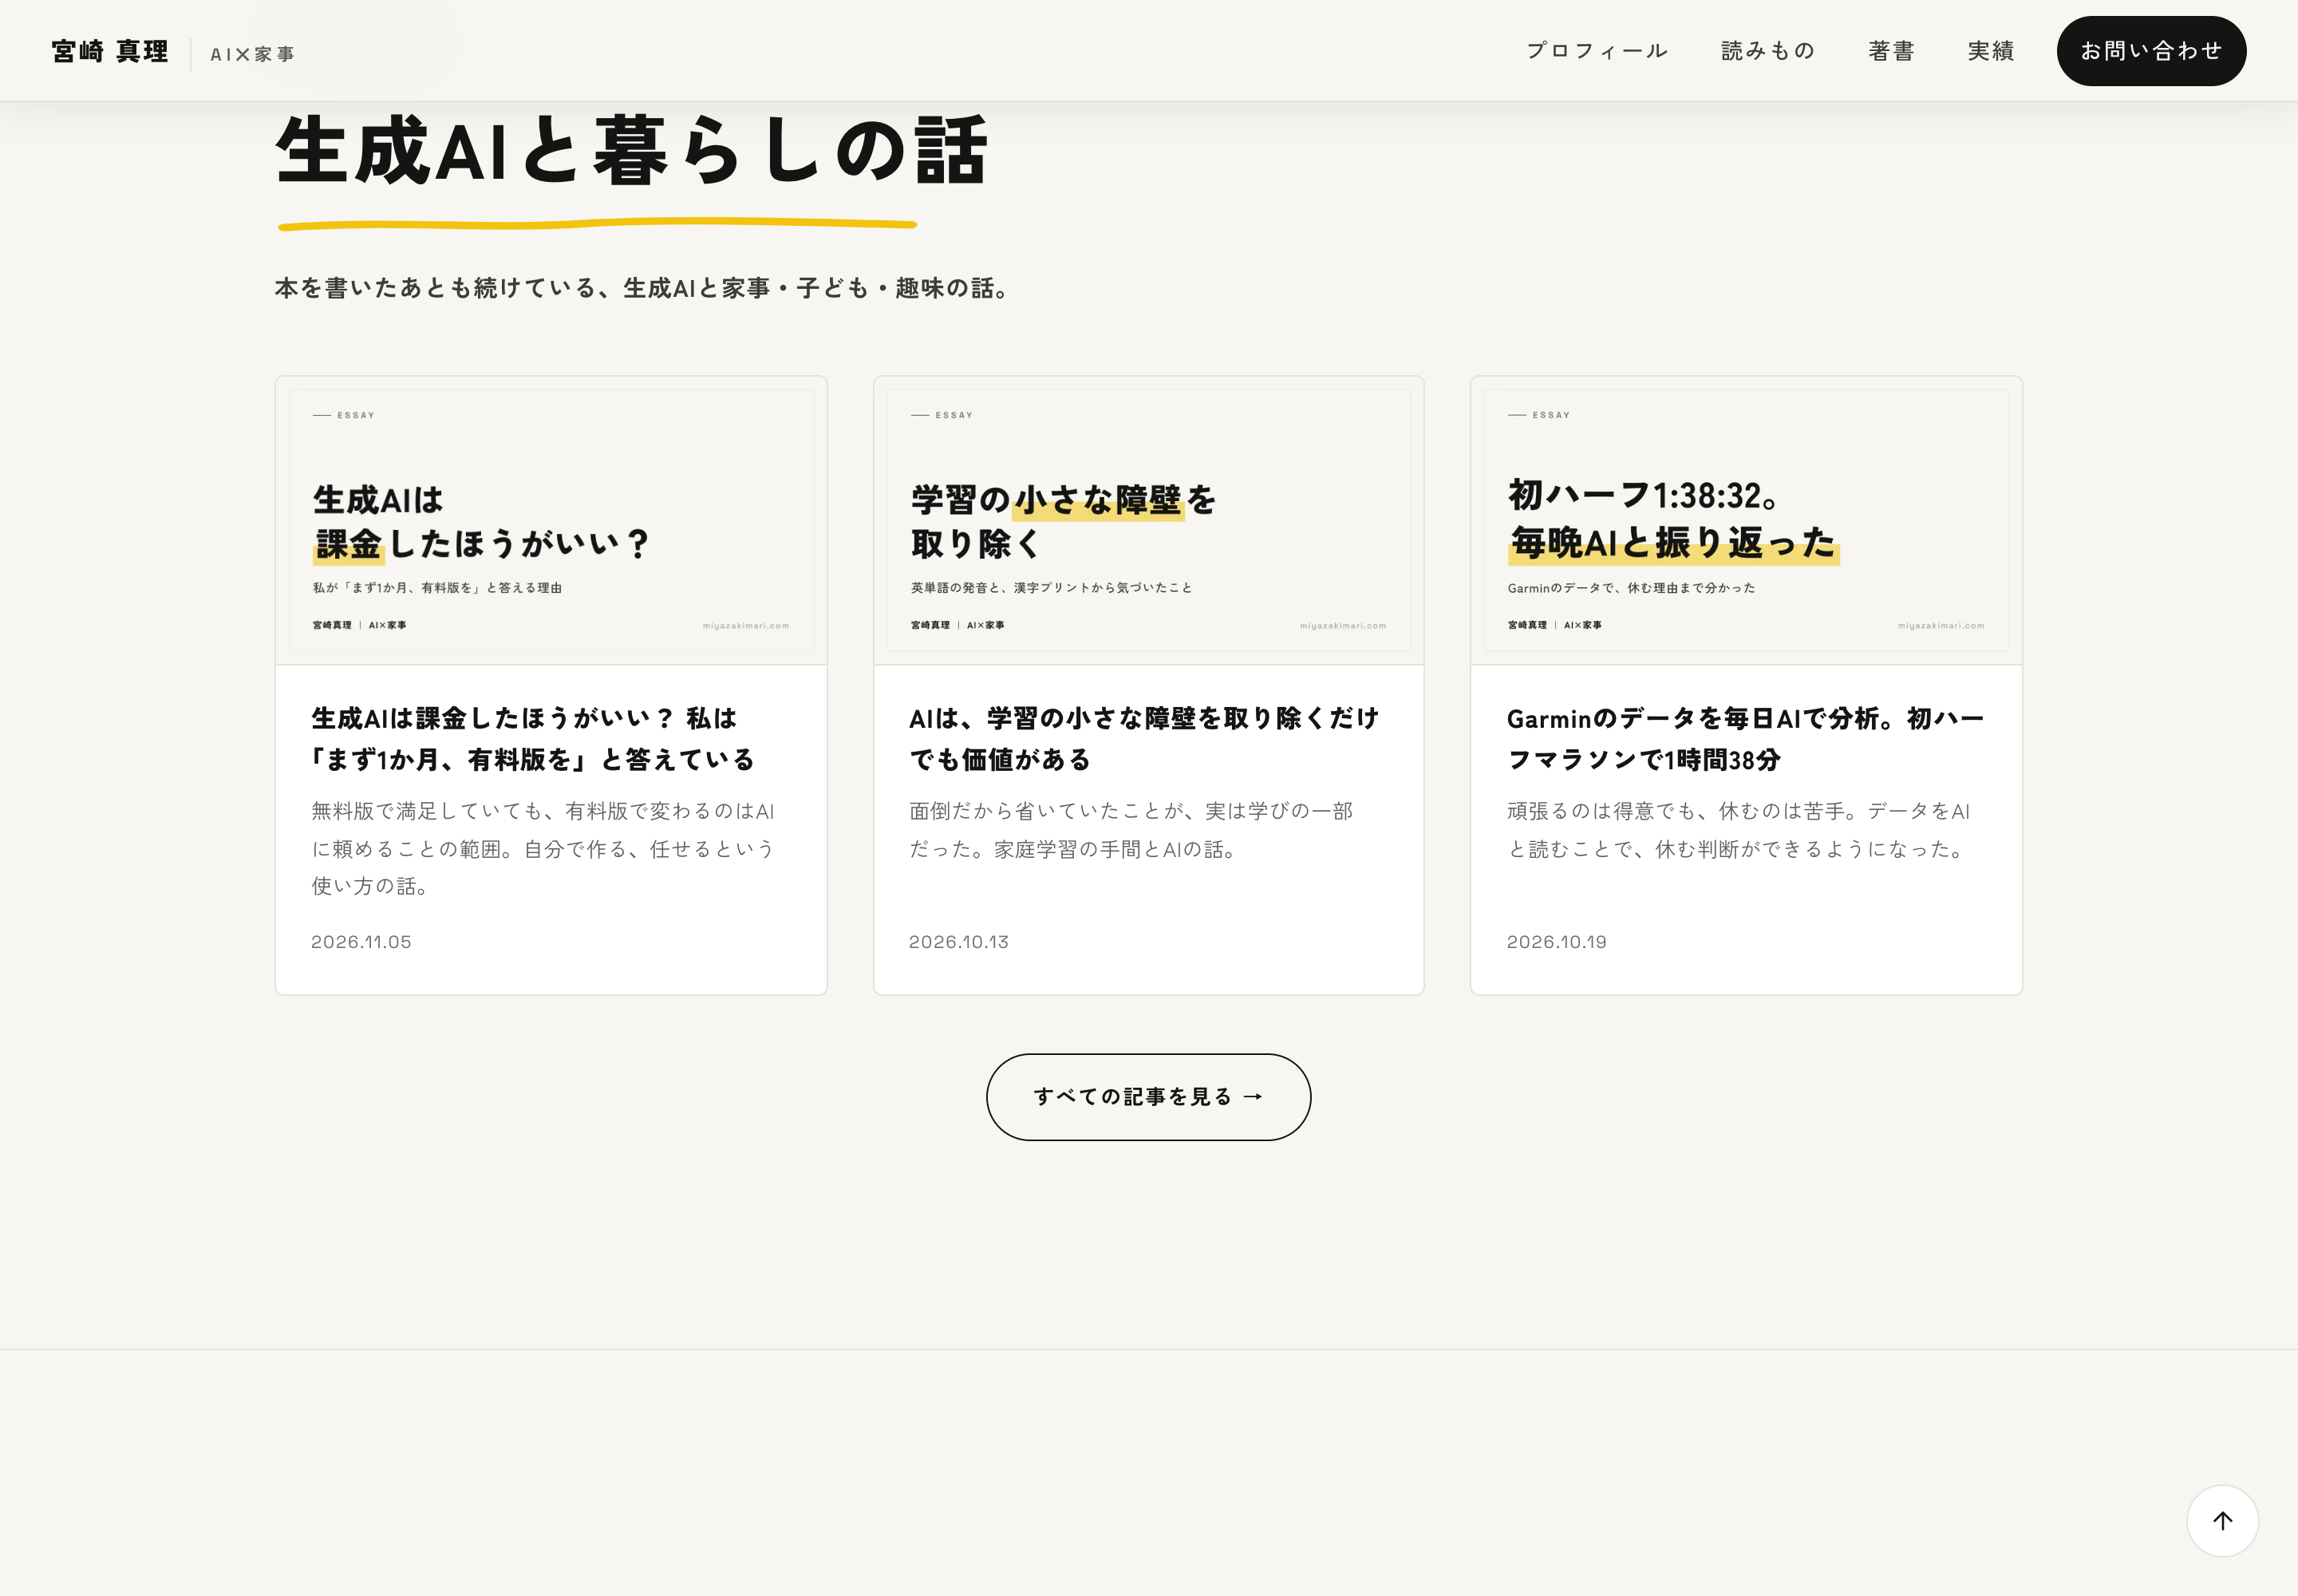 宮崎 真理
AI×家事
プロフィール
読みもの
著書
実績
お問い合わせ
生成AIと暮らしの話
本を書いたあとも続けている、生成AIと家事・子ども・趣味の話。
ESSAY
生成AIは
課金したほうがいい？
私が「まず1か月、有料版を」と答える理由
宮崎真理 | AI×家事
miyazakimari.com
生成AIは課金したほうがいい？ 私は
「まず1か月、有料版を」と答えている
無料版で満足していても、有料版で変わるのはAI
に頼めることの範囲。自分で作る、任せるという
使い方の話。
2026.11.05
ESSAY
学習の小さな障壁を
取り除く
英単語の発音と、漢字プリントから気づいたこと
宮崎真理 | AI×家事
miyazakimari.com
AIは、学習の小さな障壁を取り除くだけ
でも価値がある
面倒だから省いていたことが、実は学びの一部
だった。家庭学習の手間とAIの話。
2026.10.13
ESSAY
初ハーフ1:38:32。
毎晩AIと振り返った
Garminのデータで、休む理由まで分かった
宮崎真理 | AI×家事
miyazakimari.com
Garminのデータを毎日AIで分析。初ハー
フマラソンで1時間38分
頑張るのは得意でも、休むのは苦手。データをAI
と読むことで、休む判断ができるようになった。
2026.10.19
すべての記事を見る →